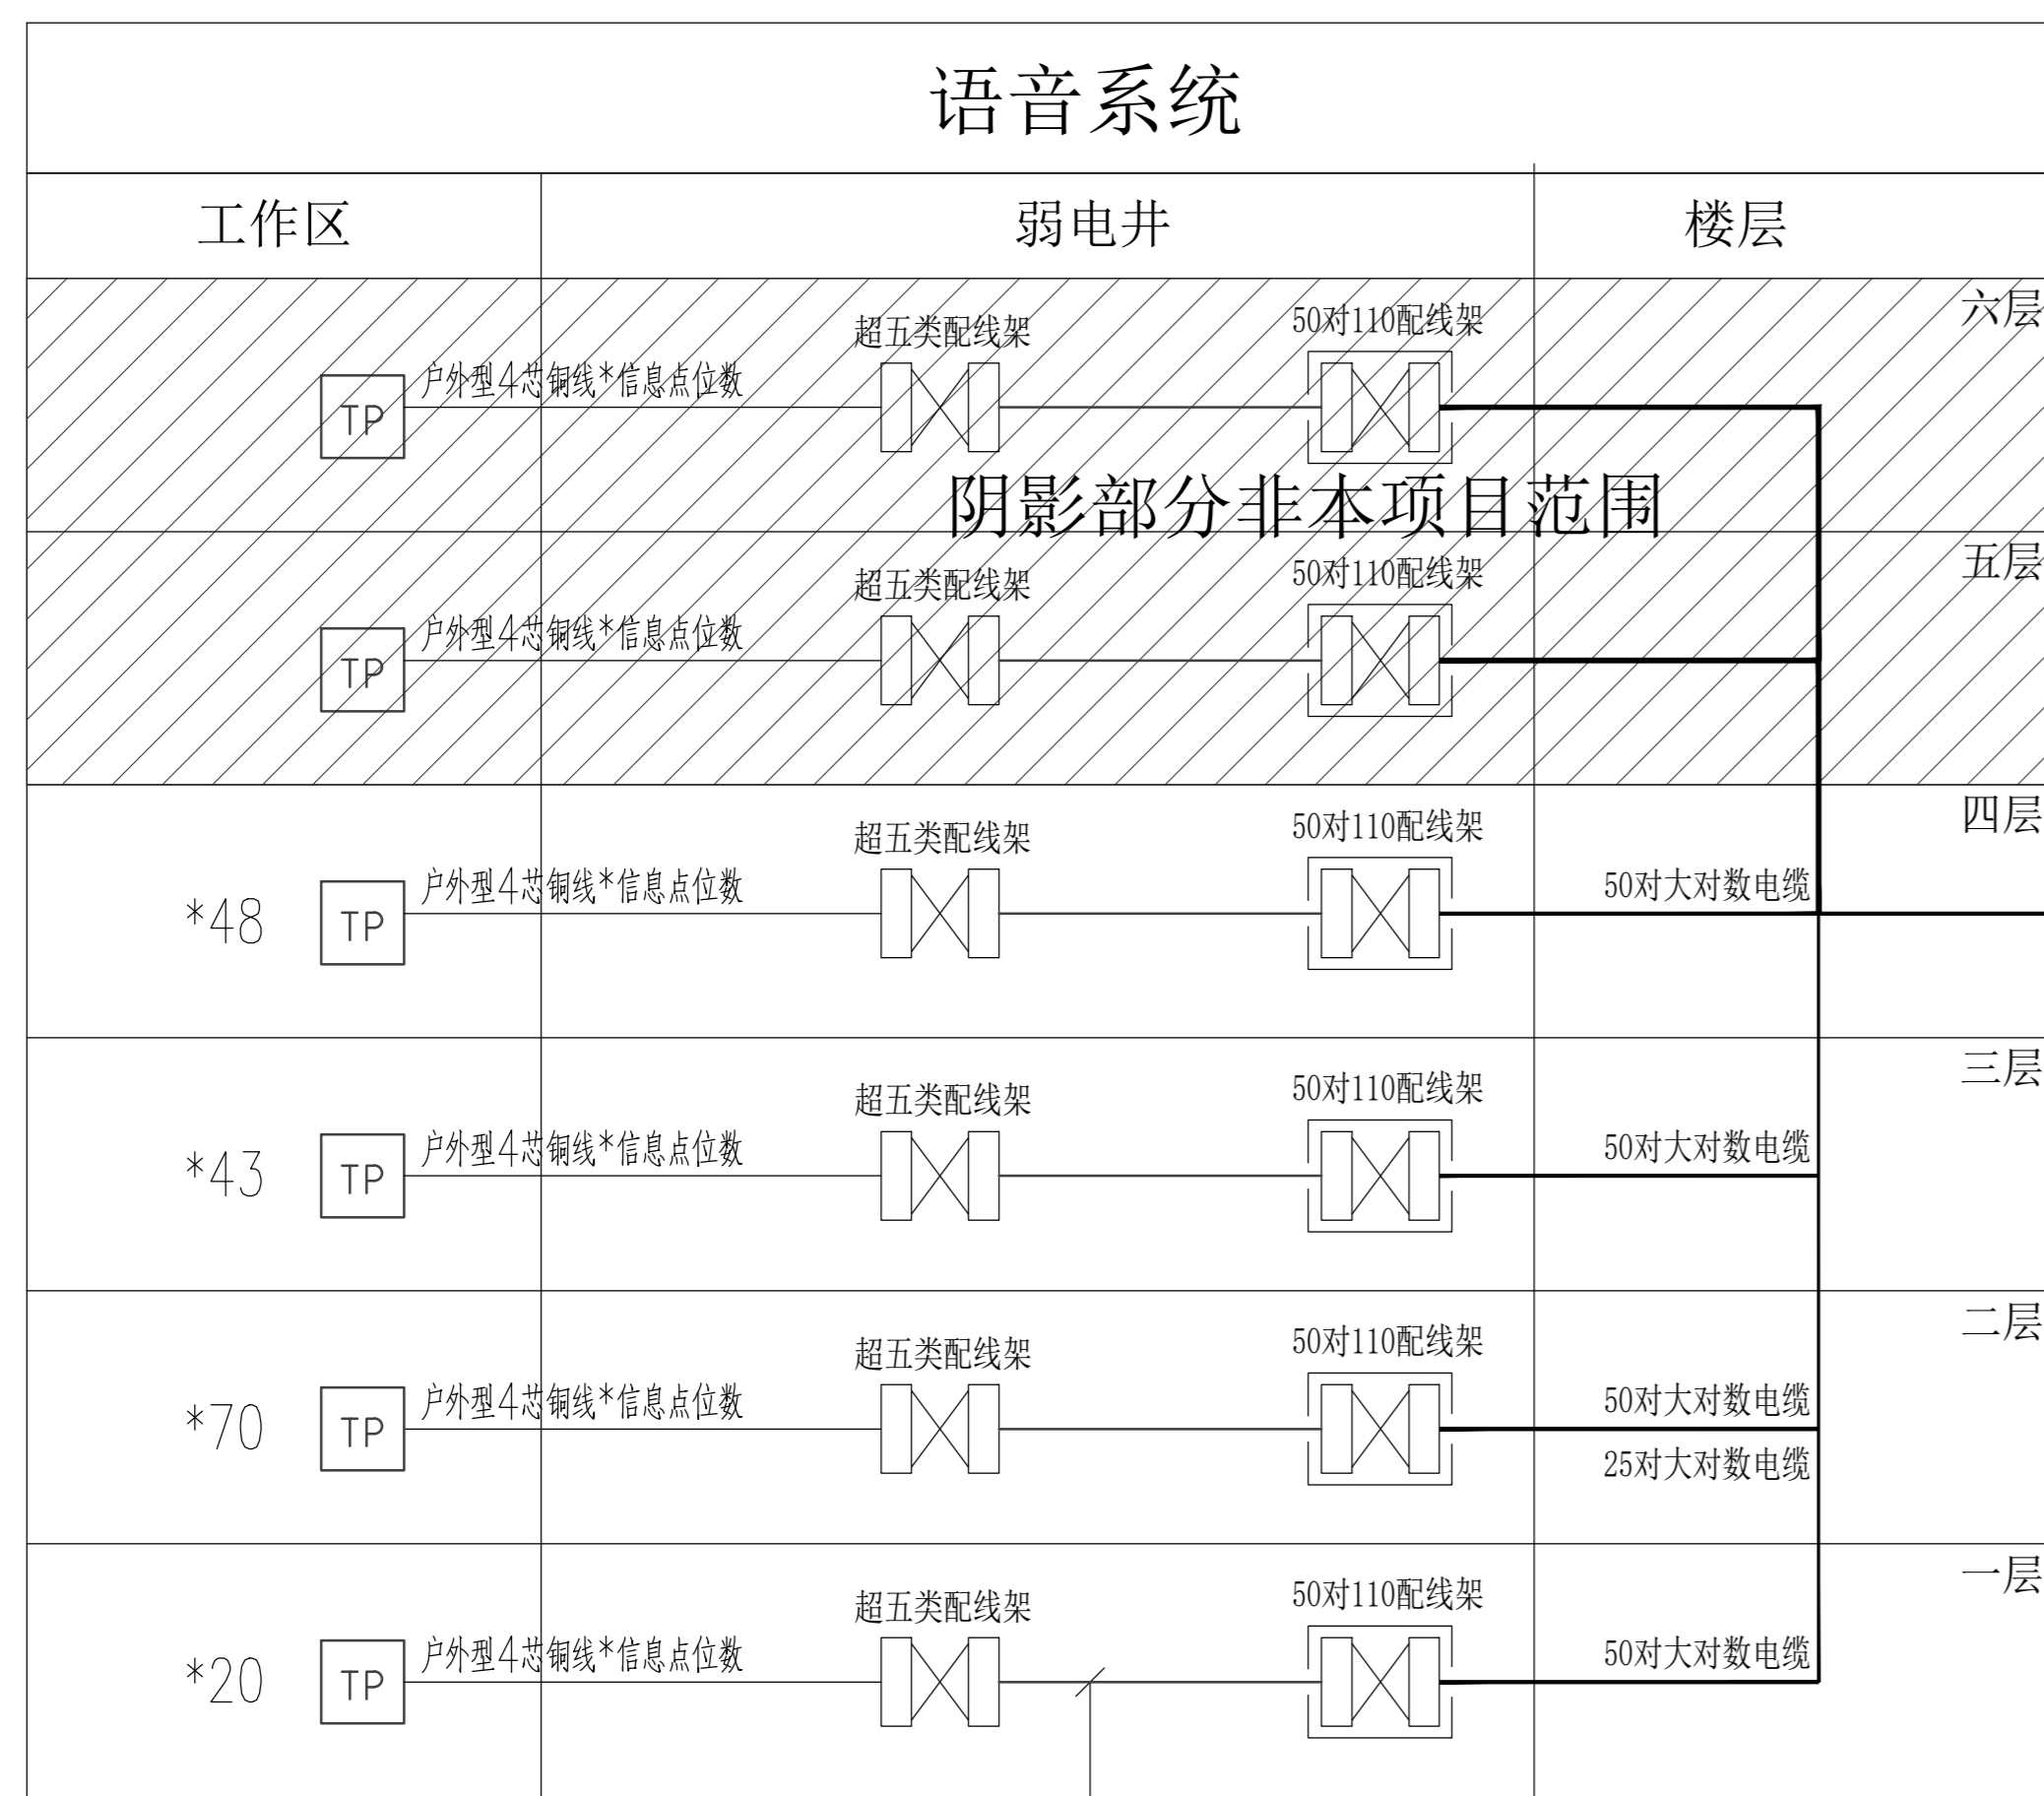 语音系统
工作区
弱电井
楼层
六层
超五类配线架
50对110配线架
户外型4芯铜线*信息点位数
TP
阴影部分非本项目范围
五层
超五类配线架
50对110配线架
户外型4芯铜线*信息点位数
TP
四层
超五类配线架
50对110配线架
*48
TP
户外型4芯铜线*信息点位数
50对大对数电缆
三层
超五类配线架
50对110配线架
*43
TP
户外型4芯铜线*信息点位数
50对大对数电缆
二层
超五类配线架
50对110配线架
*70
TP
户外型4芯铜线*信息点位数
50对大对数电缆
25对大对数电缆
一层
超五类配线架
50对110配线架
*20
TP
户外型4芯铜线*信息点位数
50对大对数电缆